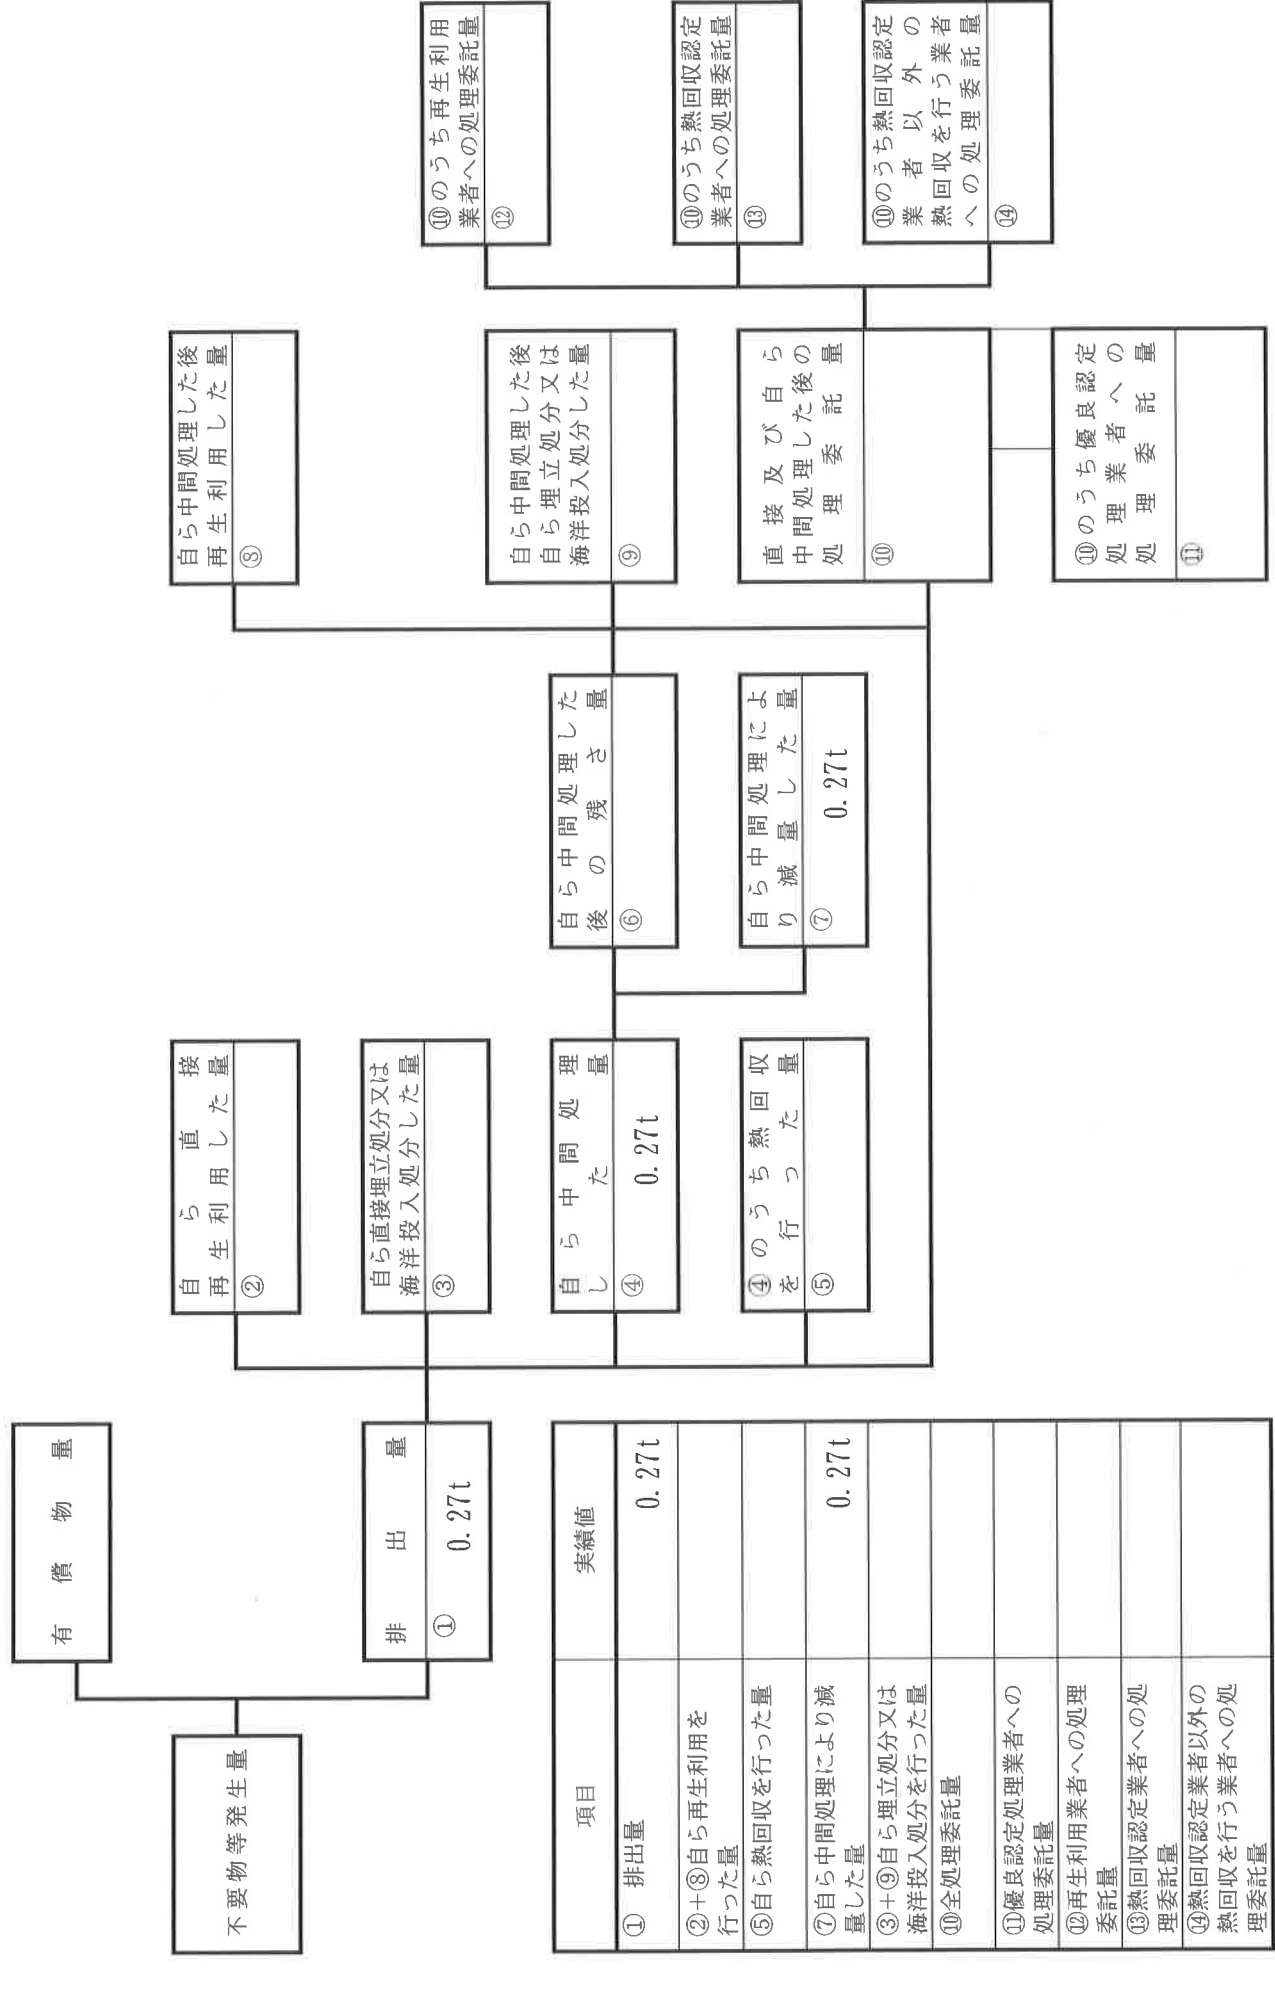 有償物量
不要物等発生量
排出量
① 0.27t
自ら直接
再生利用した量
②
自ら直接埋立処分又は
海洋投入処分した量
③
自ら中間処理
した量
④ 0.27t
④のうち熱回収
を行った量
⑤
自ら中間処理した
後の残さ量
⑥
自ら中間処理によ
り減量した量
⑦ 0.27t
自ら中間処理した後
再生利用した量
⑧
自ら中間処理した後
自ら埋立処分又は
海洋投入処分した量
⑨
直接及び自ら
中間処理した後の
処理委託量
⑩
⑩のうち優良認定
処理業者への
処理委託量
⑪
⑩のうち再生利用
業者への処理委託量
⑫
⑩のうち熱回収認定
業者への処理委託量
⑬
⑩のうち熱回収認定
業者以外の
熱回収を行う業者
への処理委託量
⑭
項目 実績値
① 排出量 0.27t
②+⑧自ら再生利用を
行った量
⑤自ら熱回収を行った量
⑦自ら中間処理により減
量した量 0.27t
③+⑨自ら埋立処分又は
海洋投入処分を行った量
⑩全処理委託量
⑪優良認定処理業者への
処理委託量
⑫再生利用業者への処理
委託量
⑬熱回収認定業者への処
理委託量
⑭熱回収認定業者以外の
熱回収を行う業者への処
理委託量